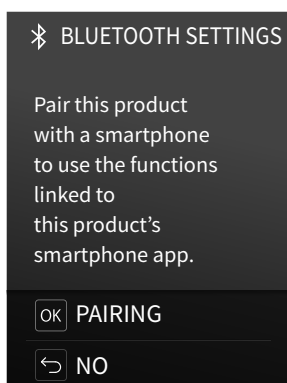 BLUETOOTH SETTINGS
Pair this product
with a smartphone
to use the functions
linked to
this product's
smartphone app.
OK PAIRING
NO